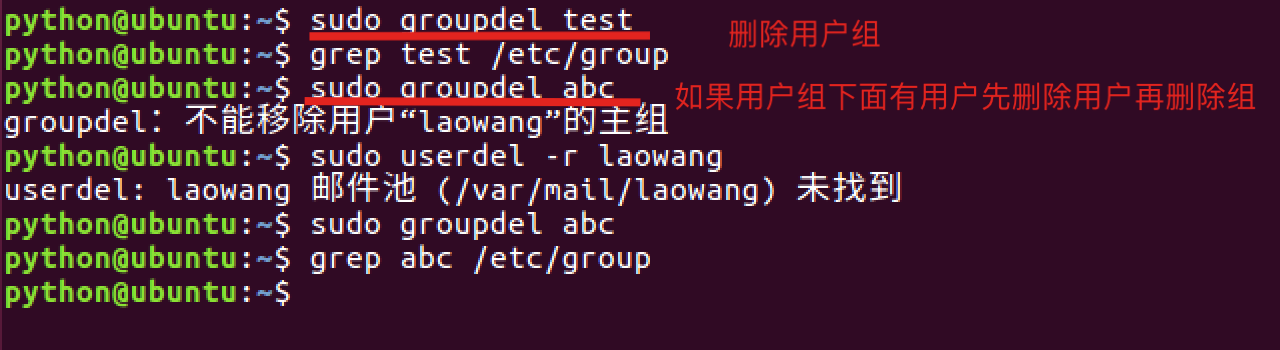 python@ubuntu:~$ sudo groupdel test
删除用户组
python@ubuntu:~$ grep test /etc/group
python@ubuntu:~$ sudo groupdel abc
如果用户组下面有用户先删除用户再删除组
groupdel：不能移除用户“laowang”的主组
python@ubuntu:~$ sudo userdel -r laowang
userdel: laowang 邮件池 (/var/mail/laowang) 未找到
python@ubuntu:~$ sudo groupdel abc
python@ubuntu:~$ grep abc /etc/group
python@ubuntu:~$